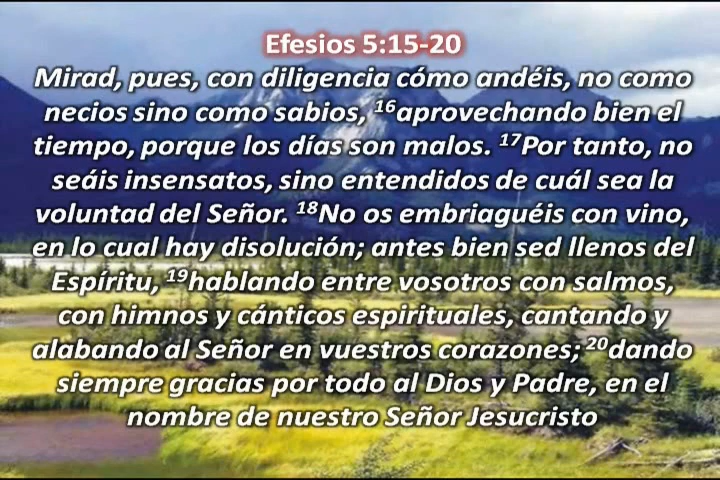 Efesios 5:15-20
Mirad, pues, con diligencia cómo andéis, no como
necios sino como sabios, ¹⁶aprovechando bien el
tiempo, porque los días son malos. ¹⁷Por tanto, no
seáis insensatos, sino entendidos de cuál sea la
voluntad del Señor. ¹⁸No os embriaguéis con vino,
en lo cual hay disolución; antes bien sed llenos del
Espíritu, ¹⁹hablando entre vosotros con salmos,
con himnos y cánticos espirituales, cantando y
alabando al Señor en vuestros corazones; ²⁰dando
siempre gracias por todo al Dios y Padre, en el
nombre de nuestro Señor Jesucristo